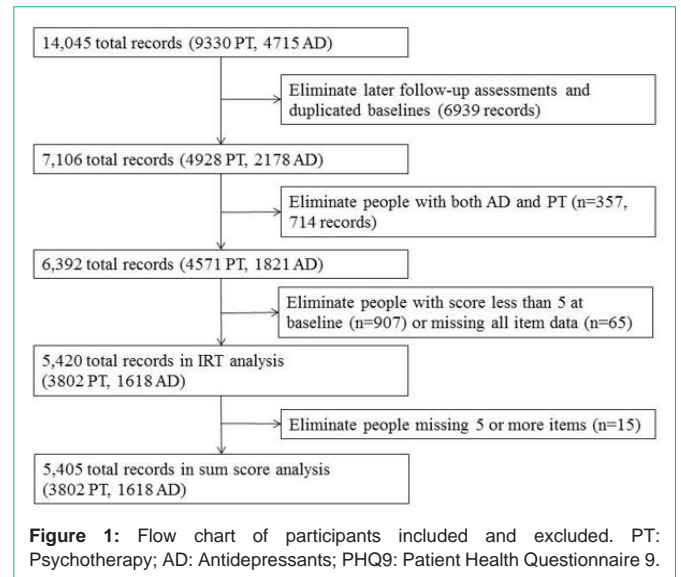 14,045 total records (9330 PT, 4715 AD)
Eliminate later follow-up assessments and
duplicated baselines (6939 records)
7,106 total records (4928 PT, 2178 AD)
Eliminate people with both AD and PT (n=357,
714 records)
6,392 total records (4571 PT, 1821 AD)
Eliminate people with score less than 5 at
baseline (n=907) or missing all item data (n=65)
5,420 total records in IRT analysis
(3802 PT, 1618 AD)
Eliminate people missing 5 or more items (n=15)
5,405 total records in sum score analysis
(3802 PT, 1618 AD)
Figure 1: Flow chart of participants included and excluded. PT:
Psychotherapy; AD: Antidepressants; PHQ9: Patient Health Questionnaire 9.